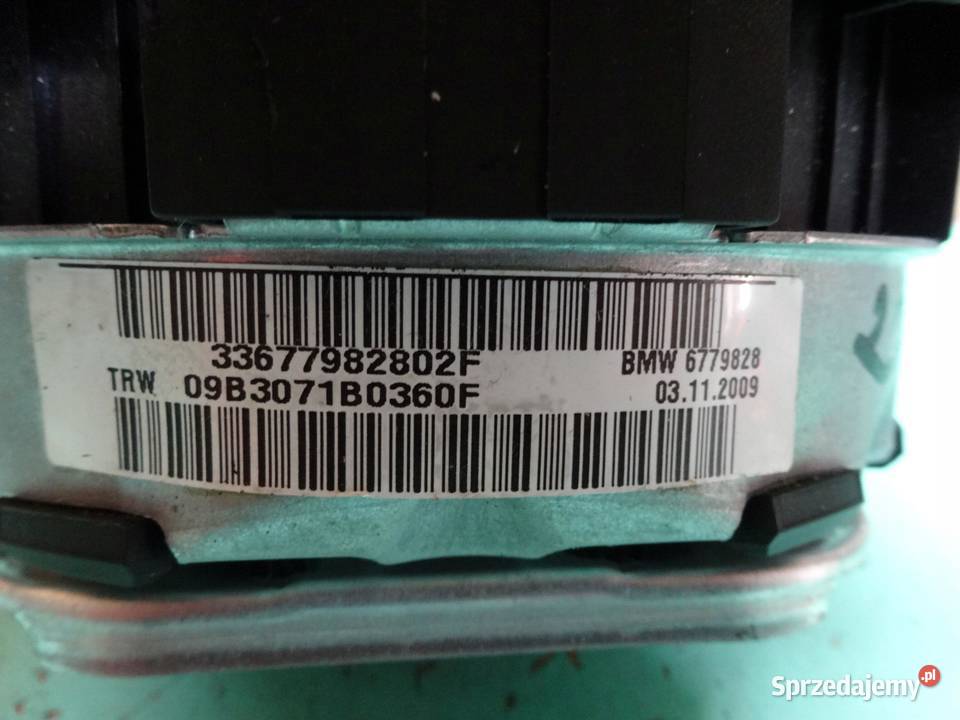 33677982802F
BMW 6779828
TRW
09B3071B0360F
03.11.2009
Sprzedajemy.pl